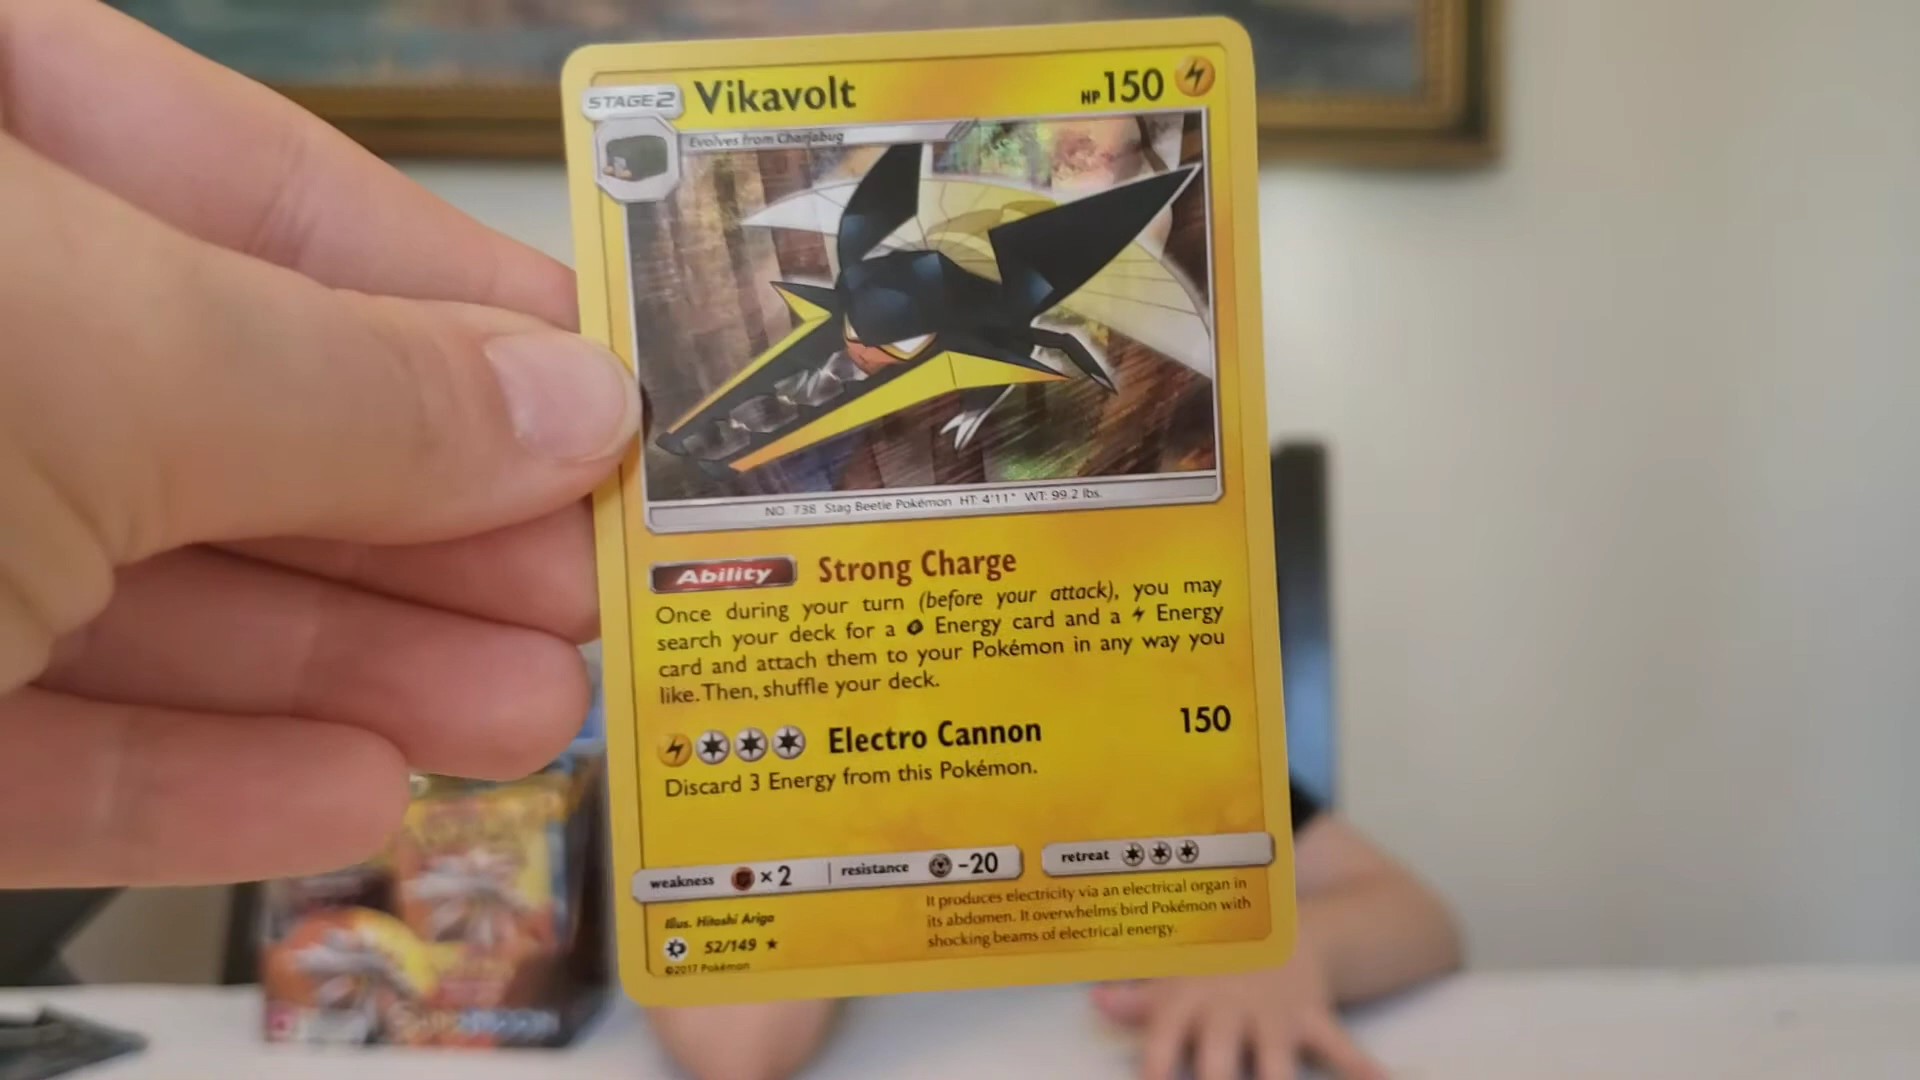 STAGE2 Vikavolt HP150
Evolves from Charjabug
NO. 738 Stag Beetle Pokémon HT: 4'11" WT: 99.2 lbs.
Ability Strong Charge
Once during your turn (before your attack), you may
search your deck for a Energy card and a Energy
card and attach them to your Pokémon in any way you
like. Then, shuffle your deck.
Electro Cannon 150
Discard 3 Energy from this Pokémon.
weakness ×2 resistance -20 retreat
It produces electricity via an electrical organ in
its abdomen. It overwhelms bird Pokémon with
shocking beams of electrical energy.
Illus. Hitoshi Ariga
52/149
©2017 Pokémon